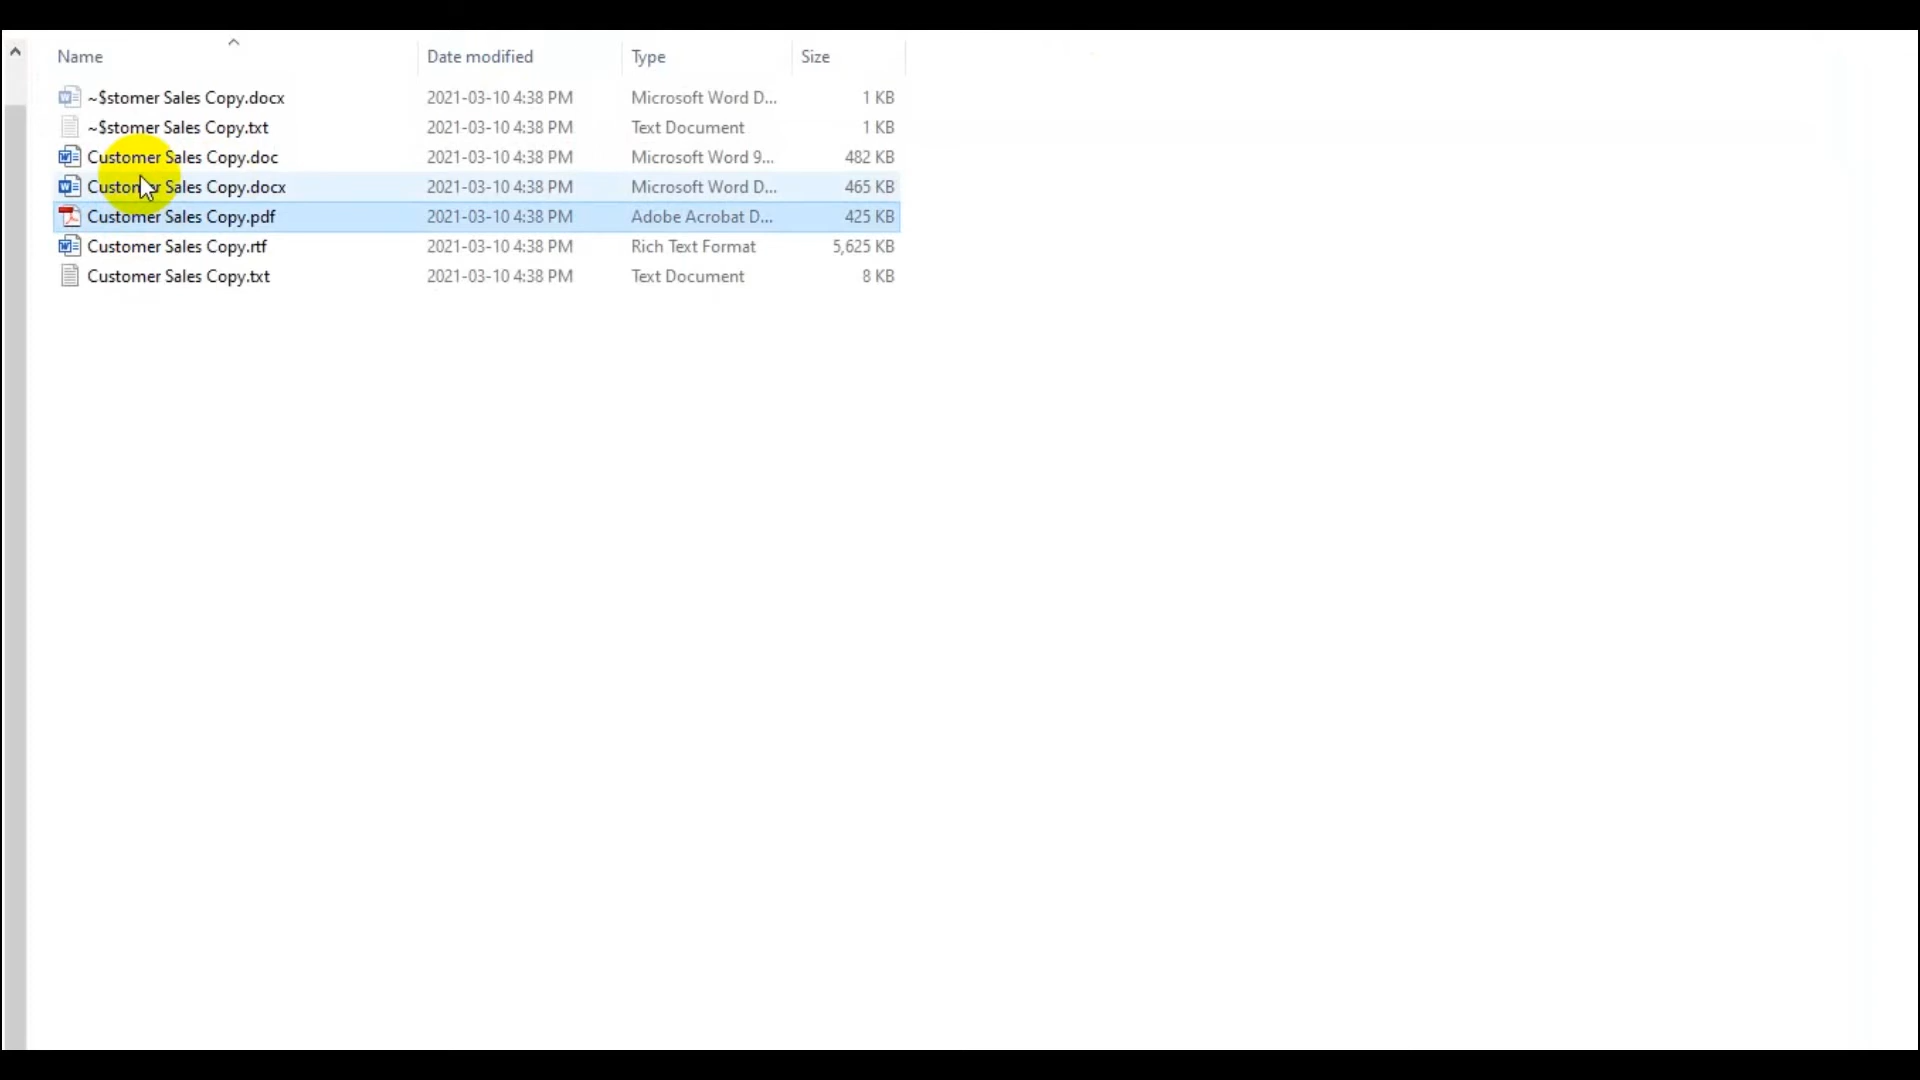 Name Date modified Type Size
~$stomer Sales Copy.docx 2021-03-10 4:38 PM Microsoft Word D... 1 KB
~$stomer Sales Copy.txt 2021-03-10 4:38 PM Text Document 1 KB
Customer Sales Copy.doc 2021-03-10 4:38 PM Microsoft Word 9... 482 KB
Customer Sales Copy.docx 2021-03-10 4:38 PM Microsoft Word D... 465 KB
Customer Sales Copy.pdf 2021-03-10 4:38 PM Adobe Acrobat D... 425 KB
Customer Sales Copy.rtf 2021-03-10 4:38 PM Rich Text Format 5,625 KB
Customer Sales Copy.txt 2021-03-10 4:38 PM Text Document 8 KB